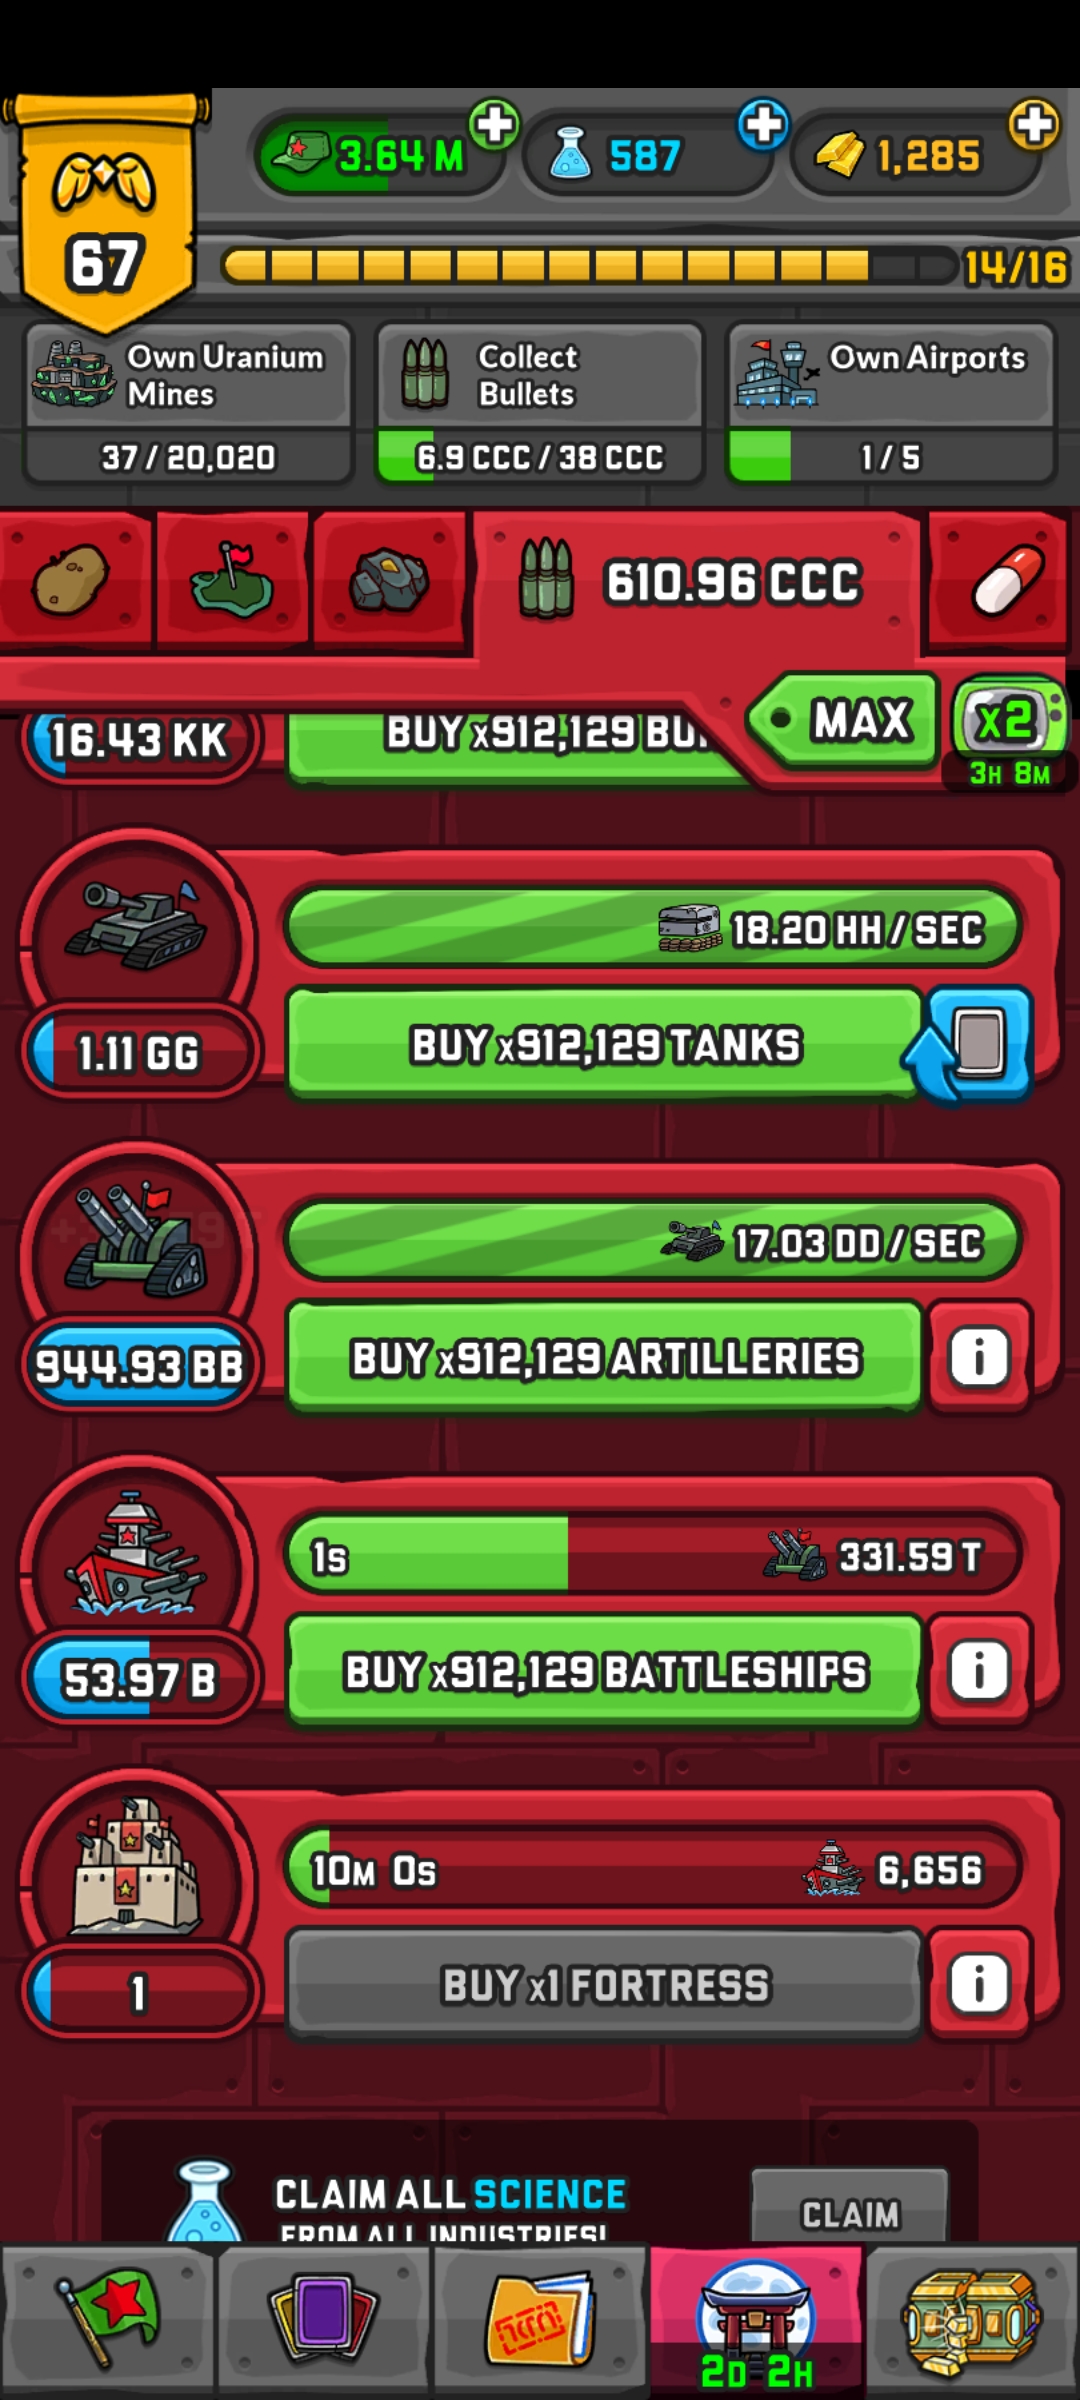 67
3.64 M
587
1,285
14/16
Own Uranium
Mines
37 / 20,020
Collect
Bullets
6.9 CCC / 38 CCC
Own Airports
1 / 5
610.96 CCC
MAX
X2
3H 8M
16.43 KK
BUY x912,129
1.11 GG
18.20 HH / SEC
BUY x912,129 TANKS
944.93 BB
17.03 DD / SEC
BUY x912,129 ARTILLERIES
i
53.97 B
1s
331.59 T
BUY x912,129 BATTLESHIPS
i
1
10M 0s
6,656
BUY x1 FORTRESS
i
CLAIM ALL SCIENCE
FROM ALL INDUSTRIES!
CLAIM
2D 2H